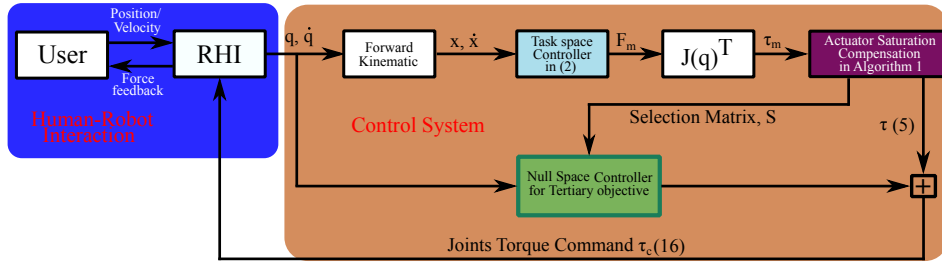 User
Position/
Velocity
Force
feedback
RHI
Human-Robot
Interaction
q, q̇
Forward
Kinematic
x, ẋ
Task space
Controller
in (2)
F_m
J(q)^T
τ_m
Actuator Saturation
Compensation
in Algorithm 1
Control System
Selection Matrix, S
τ (5)
Null Space Controller
for Tertiary objective
+
Joints Torque Command τ_c(16)